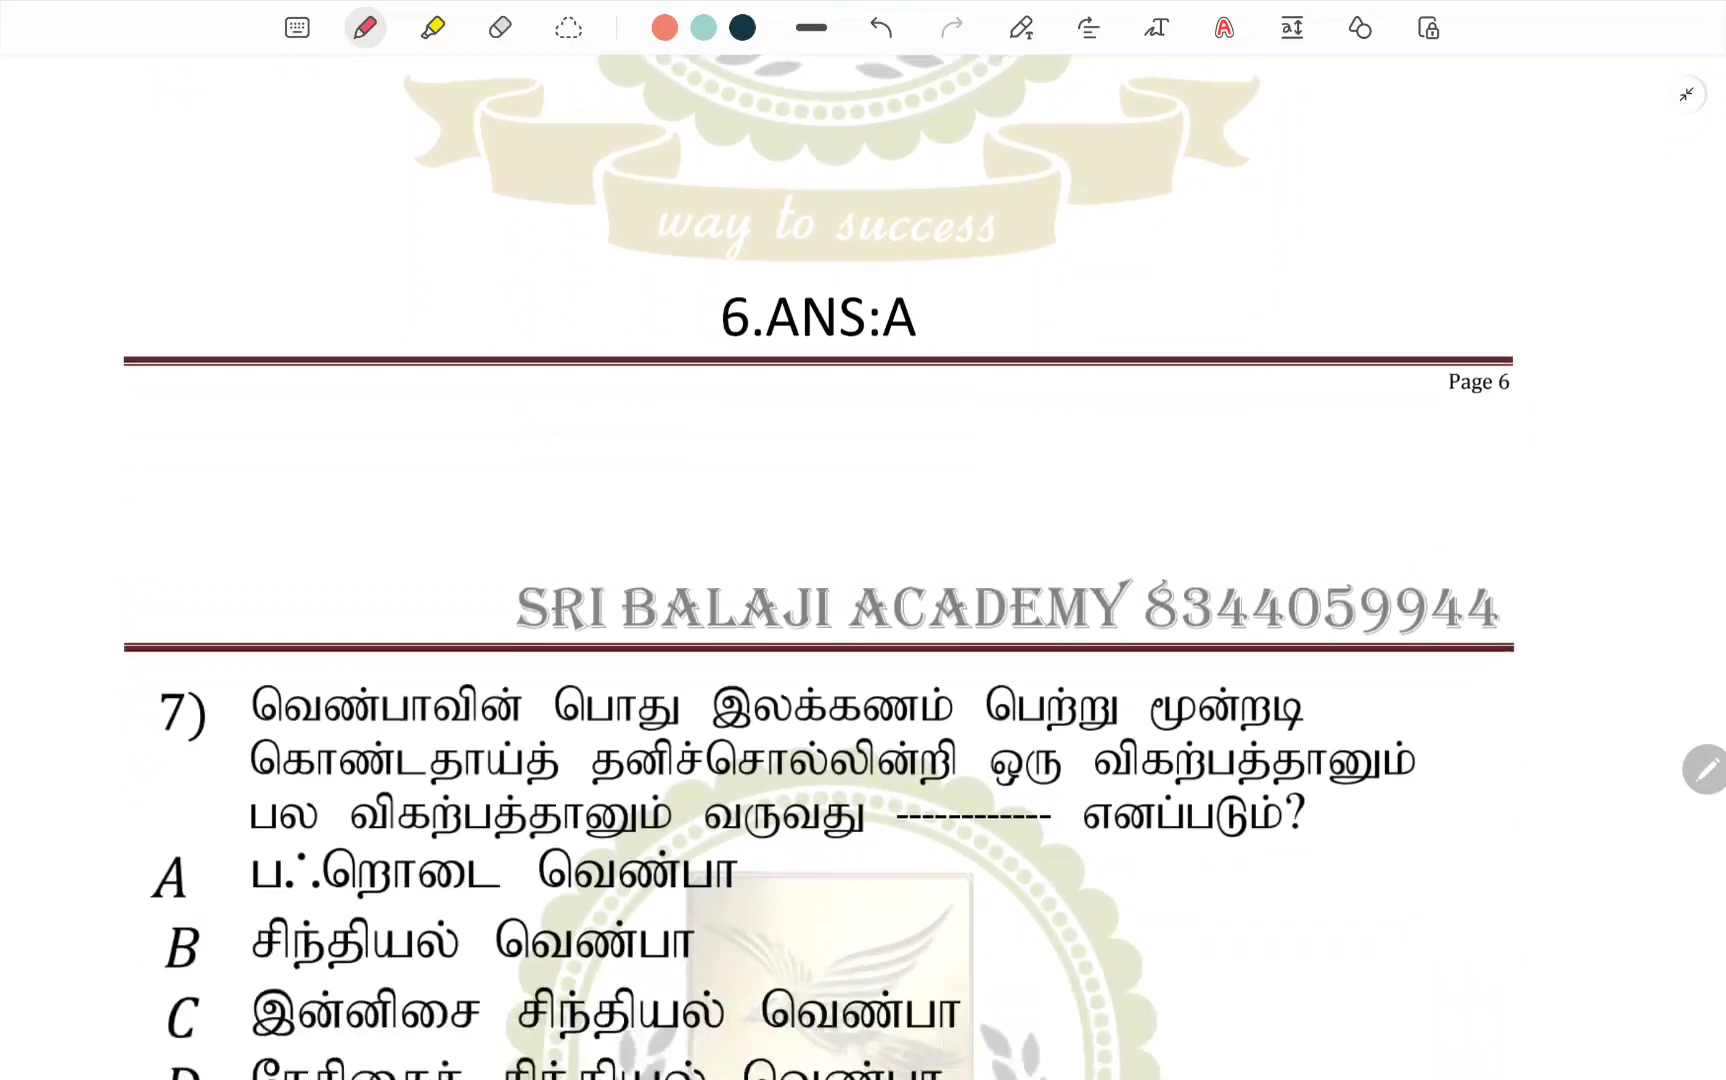 way to success
6.ANS:A
Page 6
SRI BALAJI ACADEMY 8344059944
7) வெண்பாவின் பொது இலக்கணம் பெற்று மூன்றடி
கொண்டதாய்த் தனிச்சொல்லின்றி ஒரு விகற்பத்தானும்
பல விகற்பத்தானும் வருவது ------------ எனப்படும்?
A பஃறொடை வெண்பா
B சிந்தியல் வெண்பா
C இன்னிசை சிந்தியல் வெண்பா
D நேரிசைச் சிந்தியல் வெண்பா